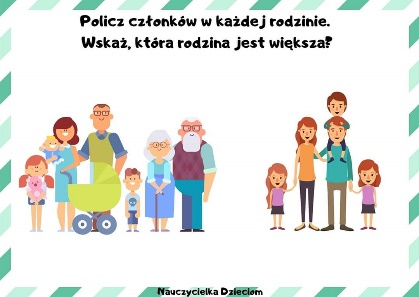 Policz członków w każdej rodzinie.
Wskaż, która rodzina jest większa?
Nauczycielka Dzieciom